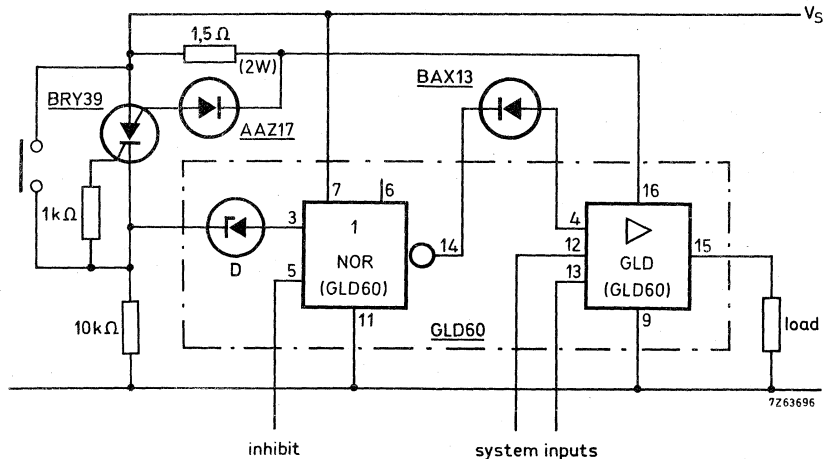 VS
1,5 Ω
(2W)
BRY39
AAZ17
BAX13
1kΩ
7
6
16
3
1
NOR
(GLD60)
14
4
12
13
GLD
(GLD60)
15
5
D
11
GLD60
9
load
10kΩ
7Z63696
inhibit
system inputs